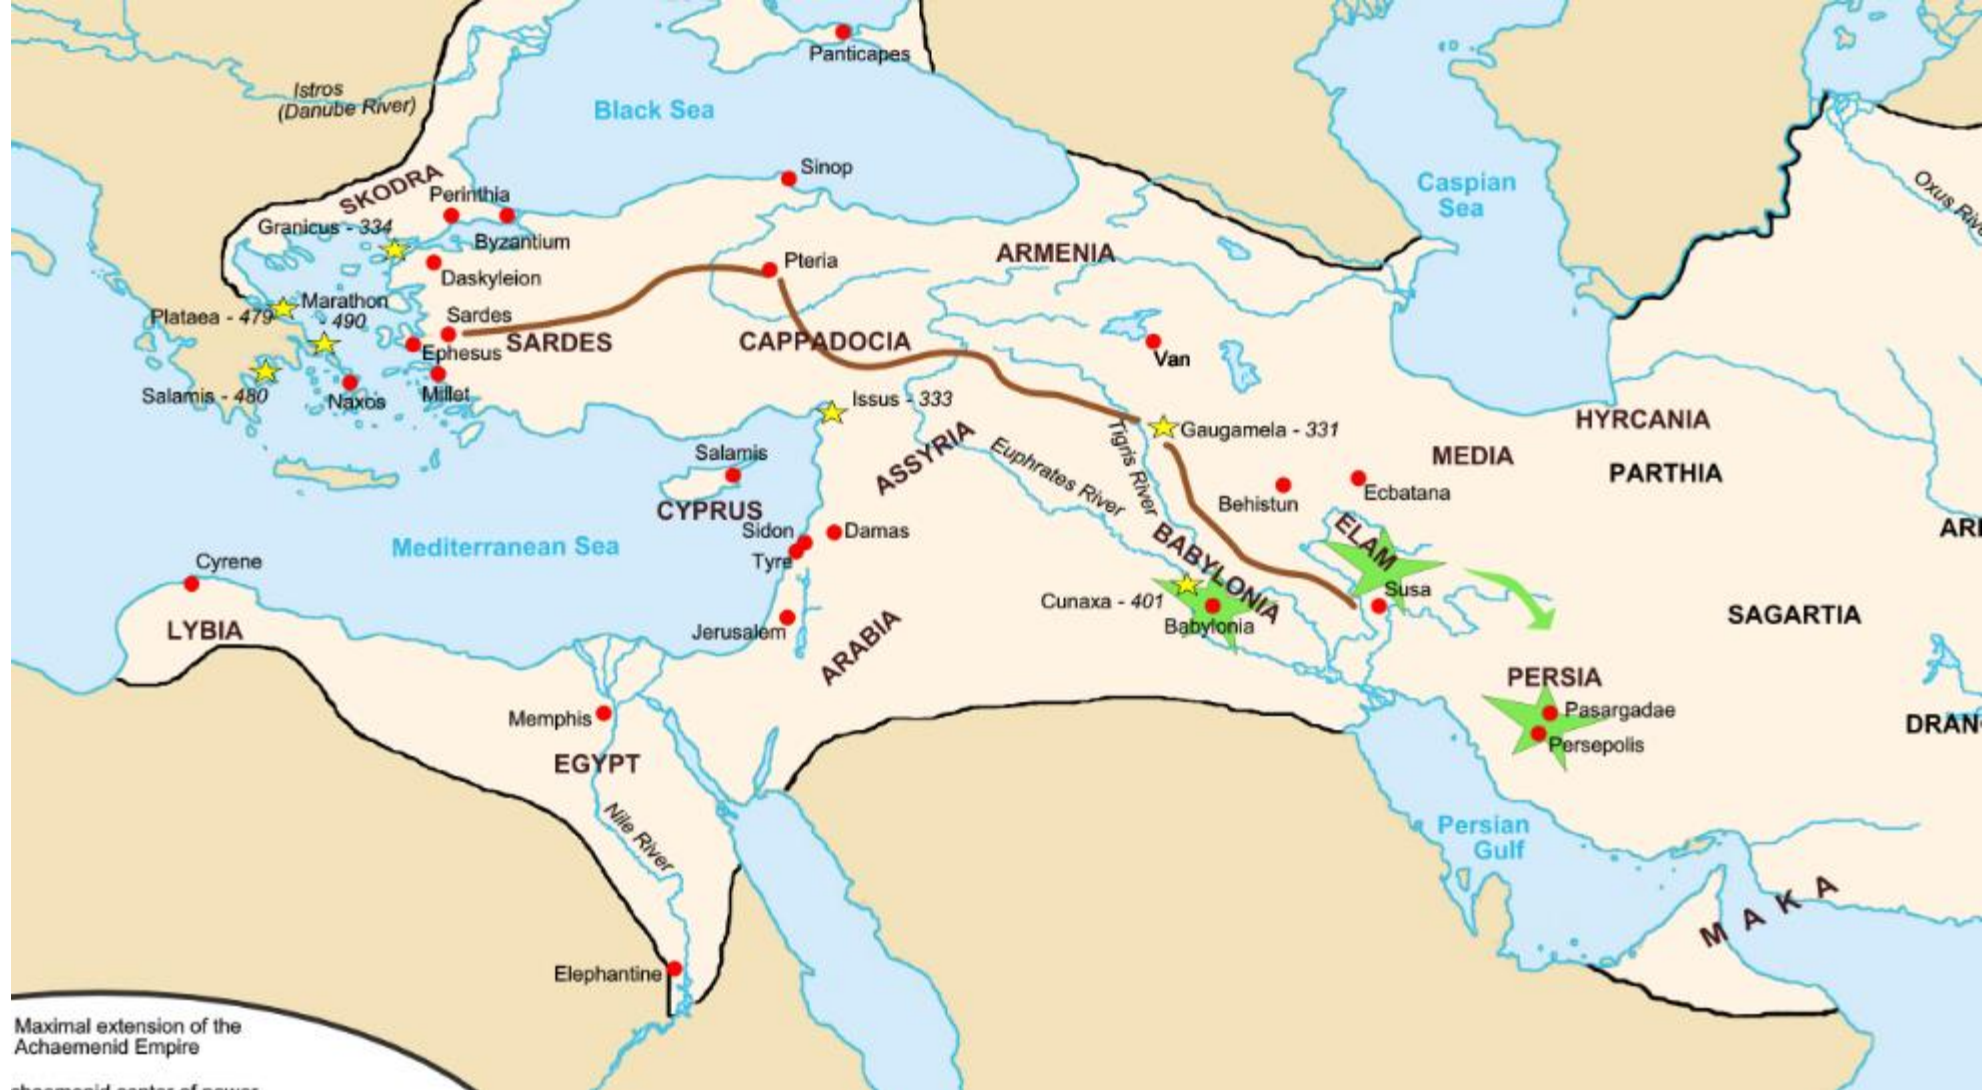 Panticapes
Istros
(Danube River)
Black Sea
Sinop
SKODRA
Perinthia
Caspian
Sea
Oxus
Granicus - 334
Byzantium
ARMENIA
Pteria
Daskyleion
Marathon
- 490
Plataea - 479
Sardes
SARDES
CAPPADOCIA
Ephesus
Van
Salamis - 480
Naxos
Millet
Issus - 333
HYRCANIA
Gaugamela - 331
Tigris River
ASSYRIA
Euphrates River
MEDIA
PARTHIA
Salamis
Behistun
Ecbatana
CYPRUS
Sidon
Damas
ELAM
Mediterranean Sea
BABYLONIA
Tyre
Cyrene
Susa
Cunaxa - 401
Babylonia
SAGARTIA
LYBIA
Jerusalem
ARABIA
PERSIA
Pasargadae
Memphis
DRAN
Persepolis
EGYPT
Nile River
Persian
Gulf
MAKA
Elephantine
Maximal extension of the
Achaemenid Empire